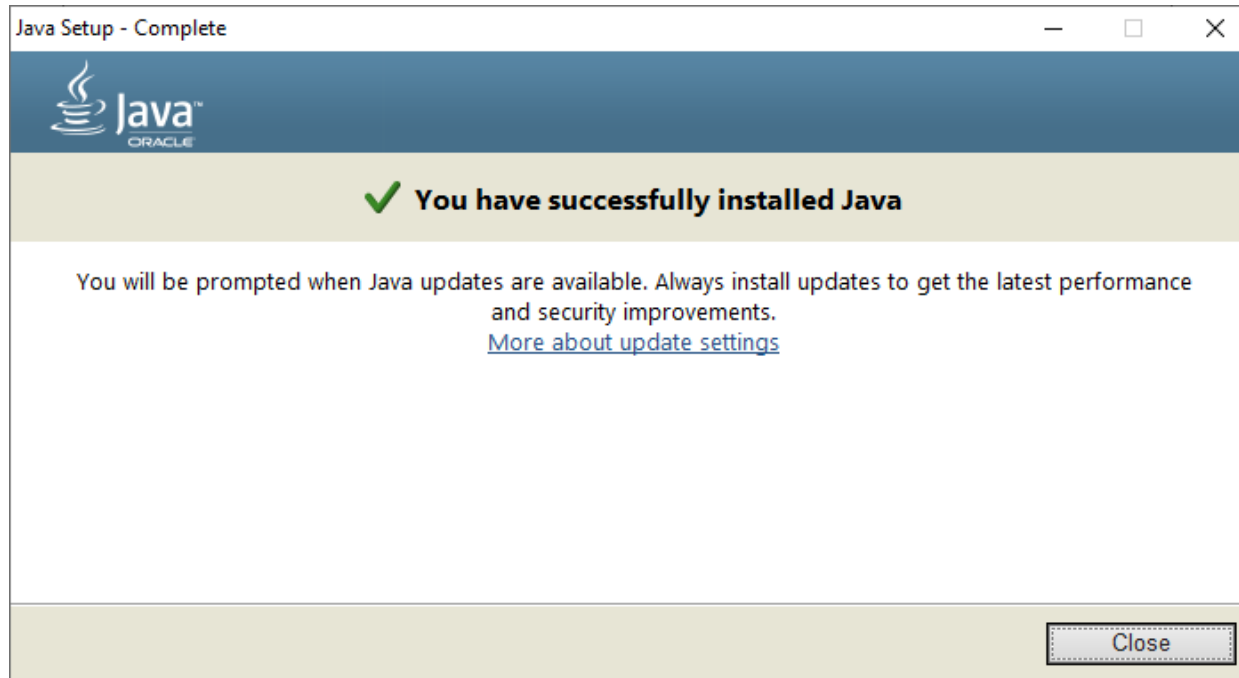 Java Setup - Complete
Java™
ORACLE
You have successfully installed Java
You will be prompted when Java updates are available. Always install updates to get the latest performance
and security improvements.
More about update settings
Close